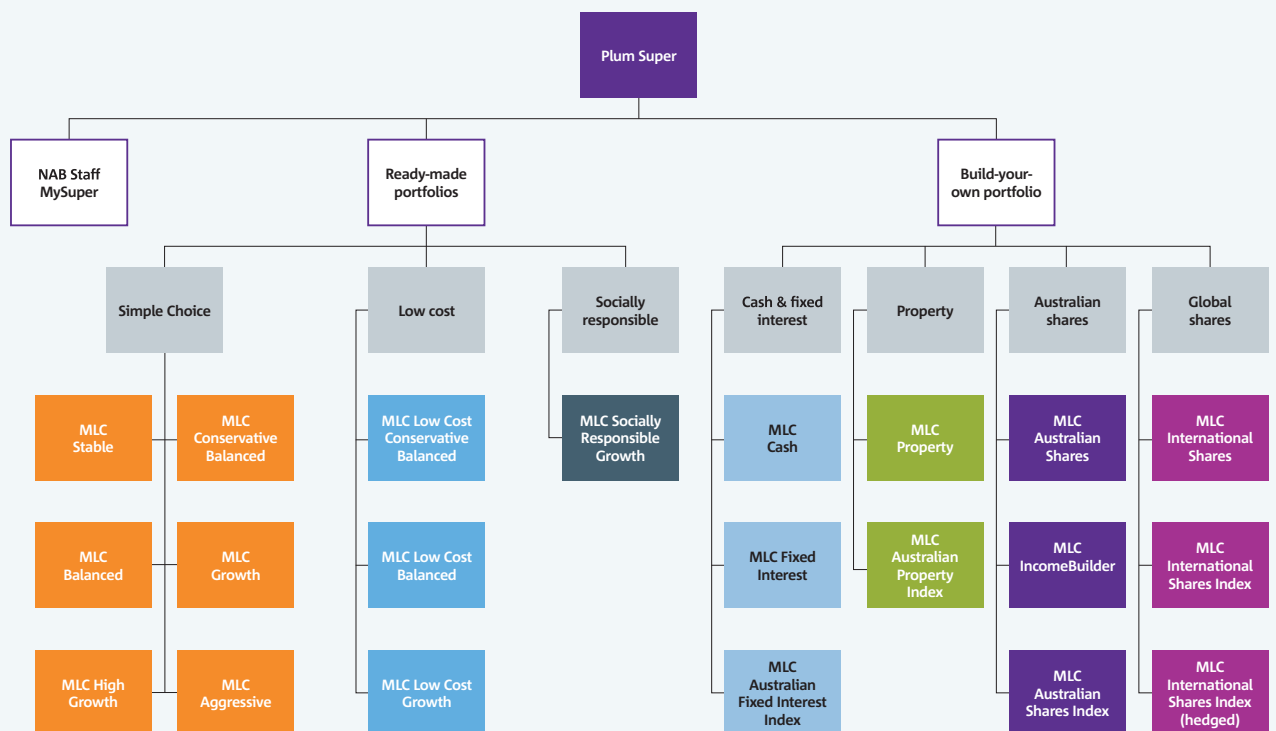 Plum Super
NAB Staff
MySuper
Ready-made
portfolios
Build-your-
own portfolio
Simple Choice
Low cost
Socially
responsible
Cash & fixed
interest
Property
Australian
shares
Global
shares
MLC
Stable
MLC
Conservative
Balanced
MLC Low Cost
Conservative
Balanced
MLC Socially
Responsible
Growth
MLC
Cash
MLC
Property
MLC
Australian
Shares
MLC
International
Shares
MLC
Balanced
MLC
Growth
MLC Low Cost
Balanced
MLC Fixed
Interest
MLC
Australian
Property
Index
MLC
IncomeBuilder
MLC
International
Shares Index
MLC High
Growth
MLC
Aggressive
MLC Low Cost
Growth
MLC
Australian
Fixed Interest
Index
MLC
Australian
Shares Index
MLC
International
Shares Index
(hedged)